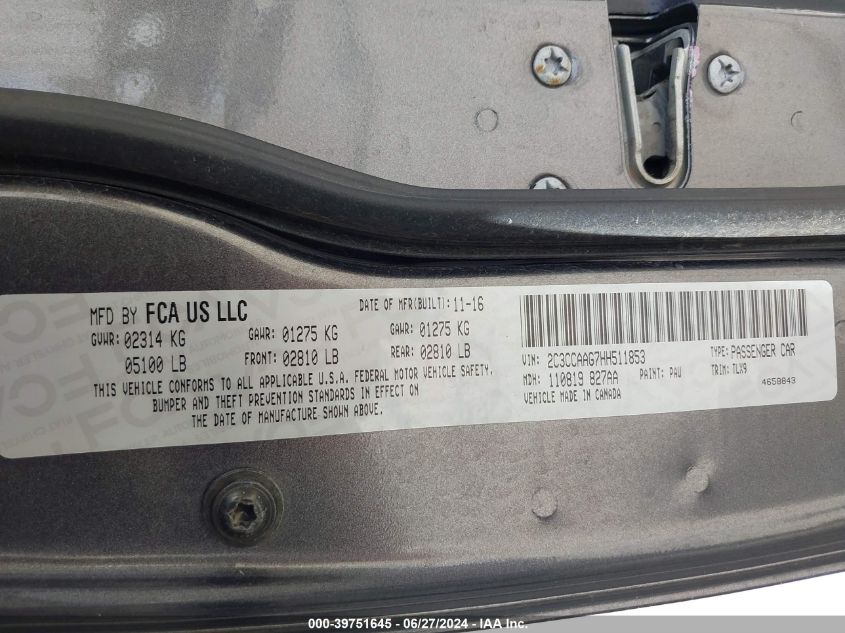 MFD BY FCA US LLC DATE OF MFR(BUILT): 11-16
GVWR: 02314 KG GAWR: 01275 KG GAWR: 01275 KG
05100 LB FRONT: 02810 LB REAR: 02810 LB
THIS VEHICLE CONFORMS TO ALL APPLICABLE U.S.A. FEDERAL MOTOR VEHICLE SAFETY,
BUMPER AND THEFT PREVENTION STANDARDS IN EFFECT ON
THE DATE OF MANUFACTURE SHOWN ABOVE.
VIN: 2C3CCAAG7HH511853 TYPE: PASSENGER CAR
MDH: 110819 827AA PAINT: PAU TRIM: TLX9
VEHICLE MADE IN CANADA 4658843
000-39751645 - 06/27/2024 - IAA Inc.